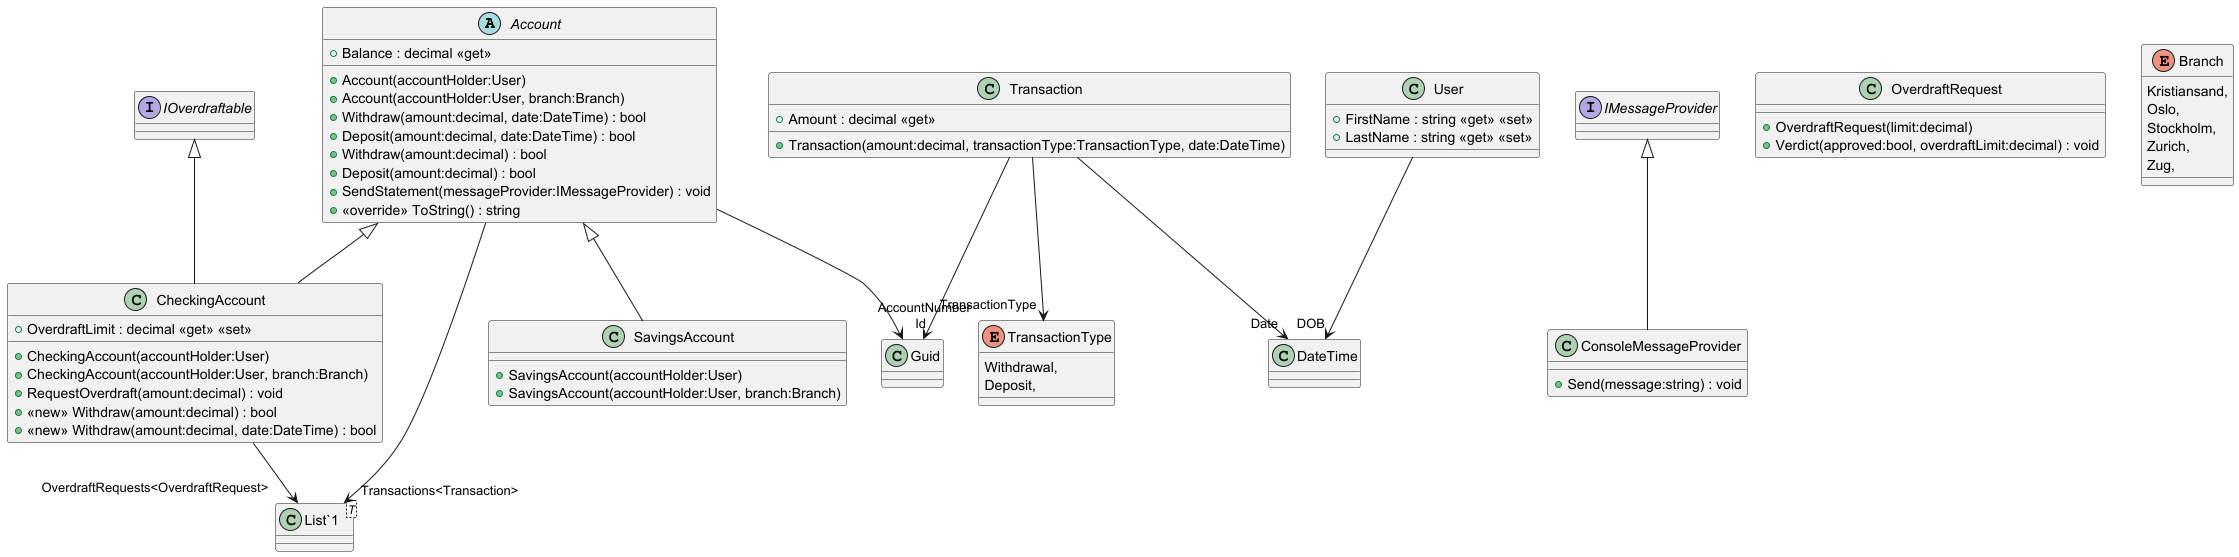 A Account
Balance : decimal «get»
Account(accountHolder:User)
Account(accountHolder:User, branch:Branch)
Withdraw(amount:decimal, date:DateTime) : bool
Deposit(amount:decimal, date:DateTime) : bool
Withdraw(amount:decimal) : bool
Deposit(amount:decimal) : bool
SendStatement(messageProvider:IMessageProvider) : void
«override» ToString() : string
I IOverdraftable
C Transaction
Amount : decimal «get»
Transaction(amount:decimal, transactionType:TransactionType, date:DateTime)
C User
FirstName : string «get» «set»
LastName : string «get» «set»
I IMessageProvider
C OverdraftRequest
OverdraftRequest(limit:decimal)
Verdict(approved:bool, overdraftLimit:decimal) : void
E Branch
Kristiansand,
Oslo,
Stockholm,
Zurich,
Zug,
C CheckingAccount
OverdraftLimit : decimal «get» «set»
CheckingAccount(accountHolder:User)
CheckingAccount(accountHolder:User, branch:Branch)
RequestOverdraft(amount:decimal) : void
«new» Withdraw(amount:decimal) : bool
«new» Withdraw(amount:decimal, date:DateTime) : bool
C SavingsAccount
SavingsAccount(accountHolder:User)
SavingsAccount(accountHolder:User, branch:Branch)
AccountNumber
Id
C Guid
TransactionType
E TransactionType
Withdrawal,
Deposit,
Date
DOB
C DateTime
C ConsoleMessageProvider
Send(message:string) : void
OverdraftRequests<OverdraftRequest>
Transactions<Transaction>
C List`1
T